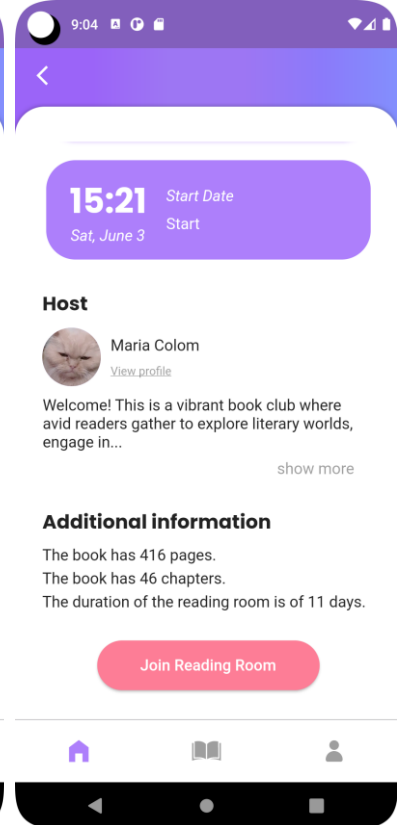 9:04
15:21
Start Date
Start
Sat, June 3
Host
Maria Colom
View profile
Welcome! This is a vibrant book club where
avid readers gather to explore literary worlds,
engage in...
show more
Additional information
The book has 416 pages.
The book has 46 chapters.
The duration of the reading room is of 11 days.
Join Reading Room